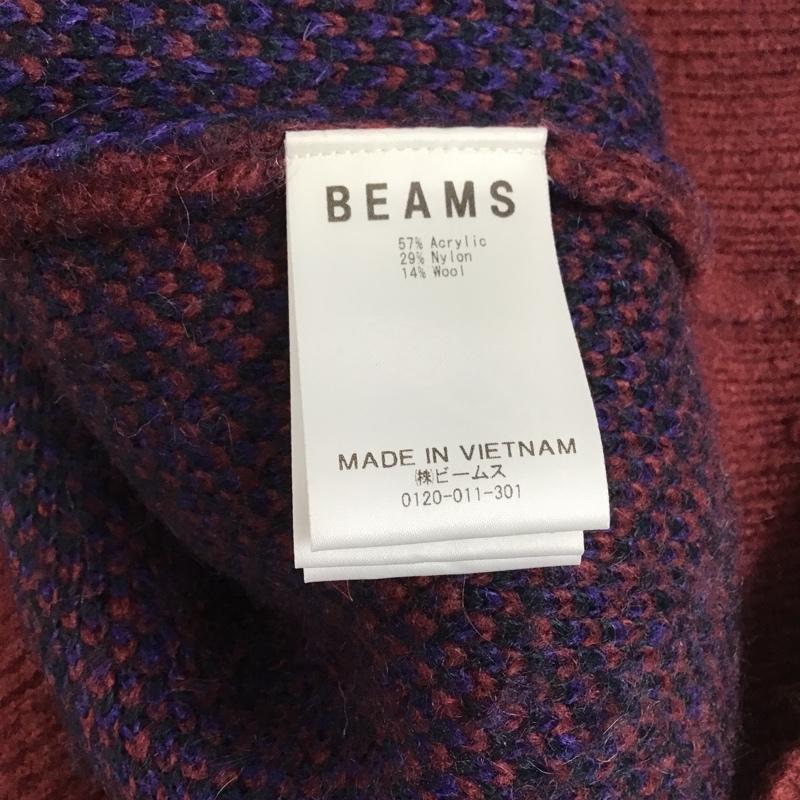 BEAMS
57% Acrylic
29% Nylon
14% Wool
MADE IN VIETNAM
㈱ビームス
0120-011-301